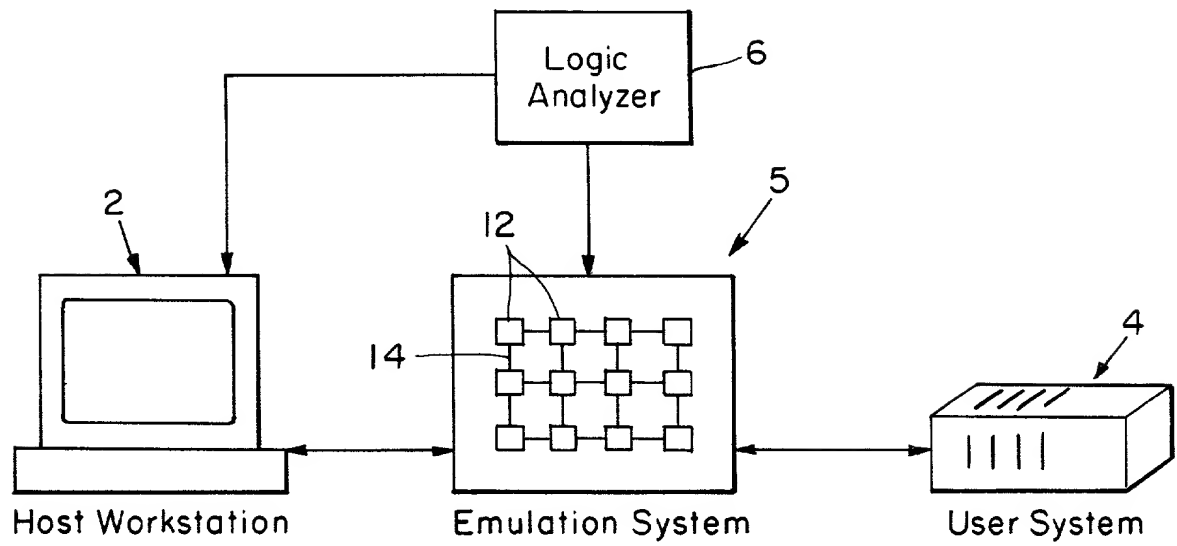 Logic
Analyzer
6
2
12
5
14
4
Host Workstation
Emulation System
User System